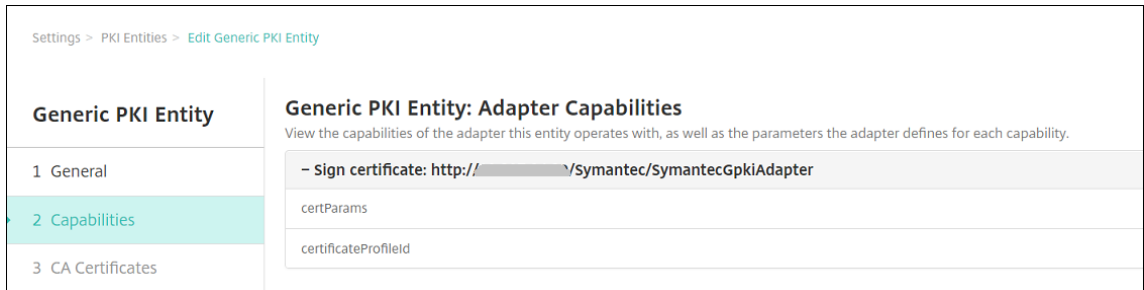 Settings > PKI Entities > Edit Generic PKI Entity
Generic PKI Entity
1 General
2 Capabilities
3 CA Certificates
Generic PKI Entity: Adapter Capabilities
View the capabilities of the adapter this entity operates with, as well as the parameters the adapter defines for each capability.
– Sign certificate: http:// /Symantec/SymantecGpkiAdapter
certParams
certificateProfileId